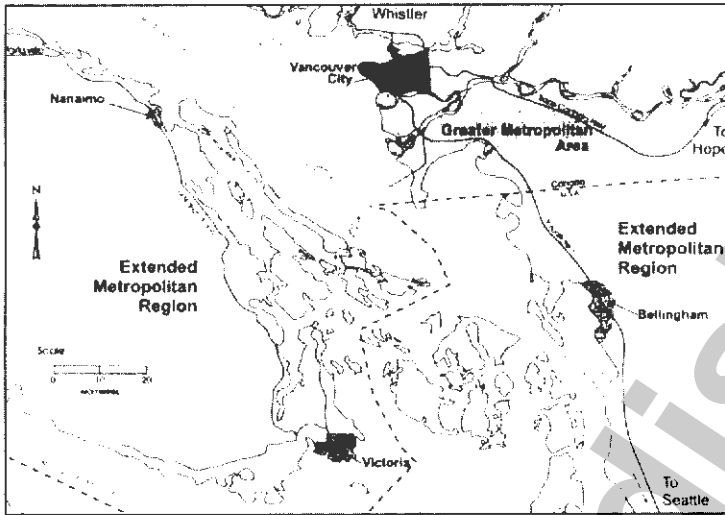 Whistler
Vancouver
City
Nanaimo
Greater Metropolitan
Area
To
Hope
N
Canada
U.S.A.
Extended
Metropolitan
Region
Extended
Metropolitan
Region
Bellingham
Scale
0 10 20
Victoria
To
Seattle